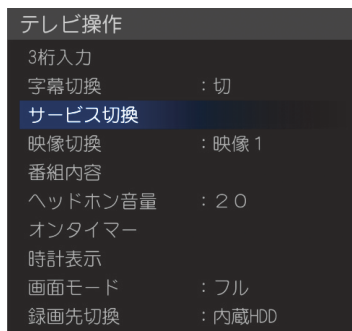 テレビ操作
3桁入力
字幕切換 ：切
サービス切換
映像切換 ：映像１
番組内容
ヘッドホン音量 ：２０
オンタイマー
時計表示
画面モード ：フル
録画先切換 ：内蔵HDD